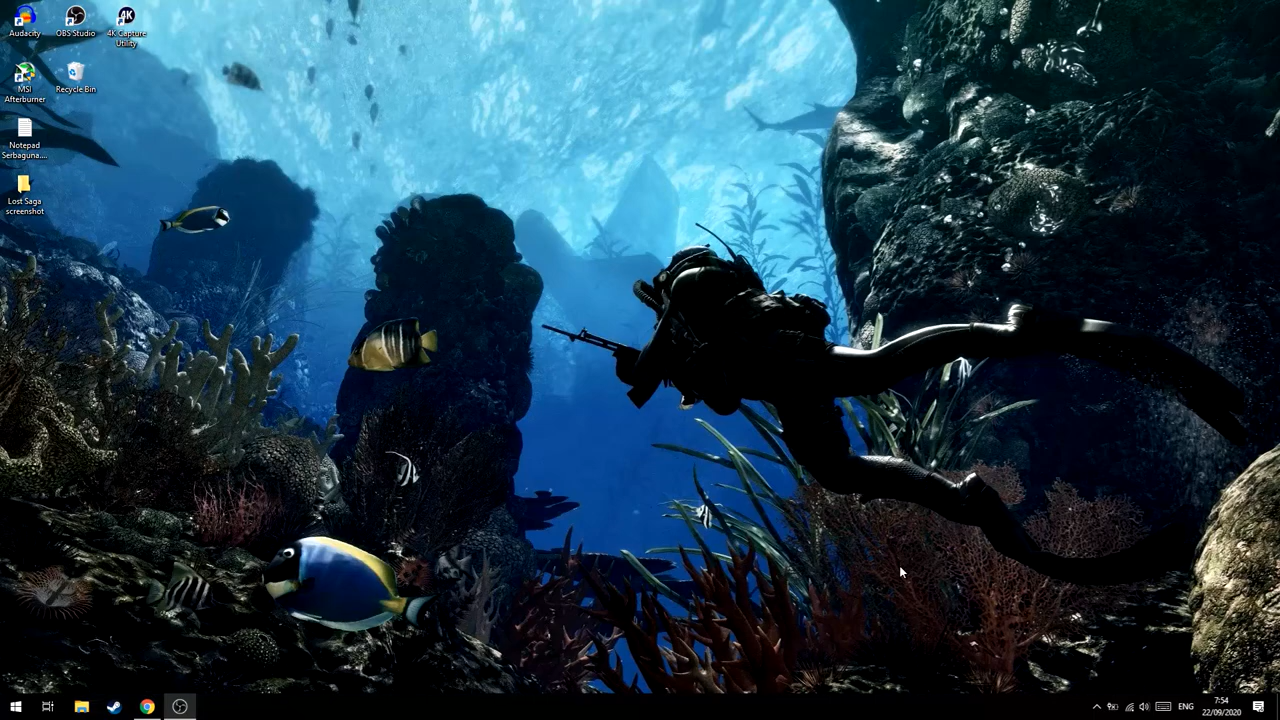 Audacity
OBS Studio
4K Capture
Utility
MSI
Afterburner
Recycle Bin
Notepad
Serbaguna....
Lost Saga
screenshot
ENG
7:54
22/09/2020